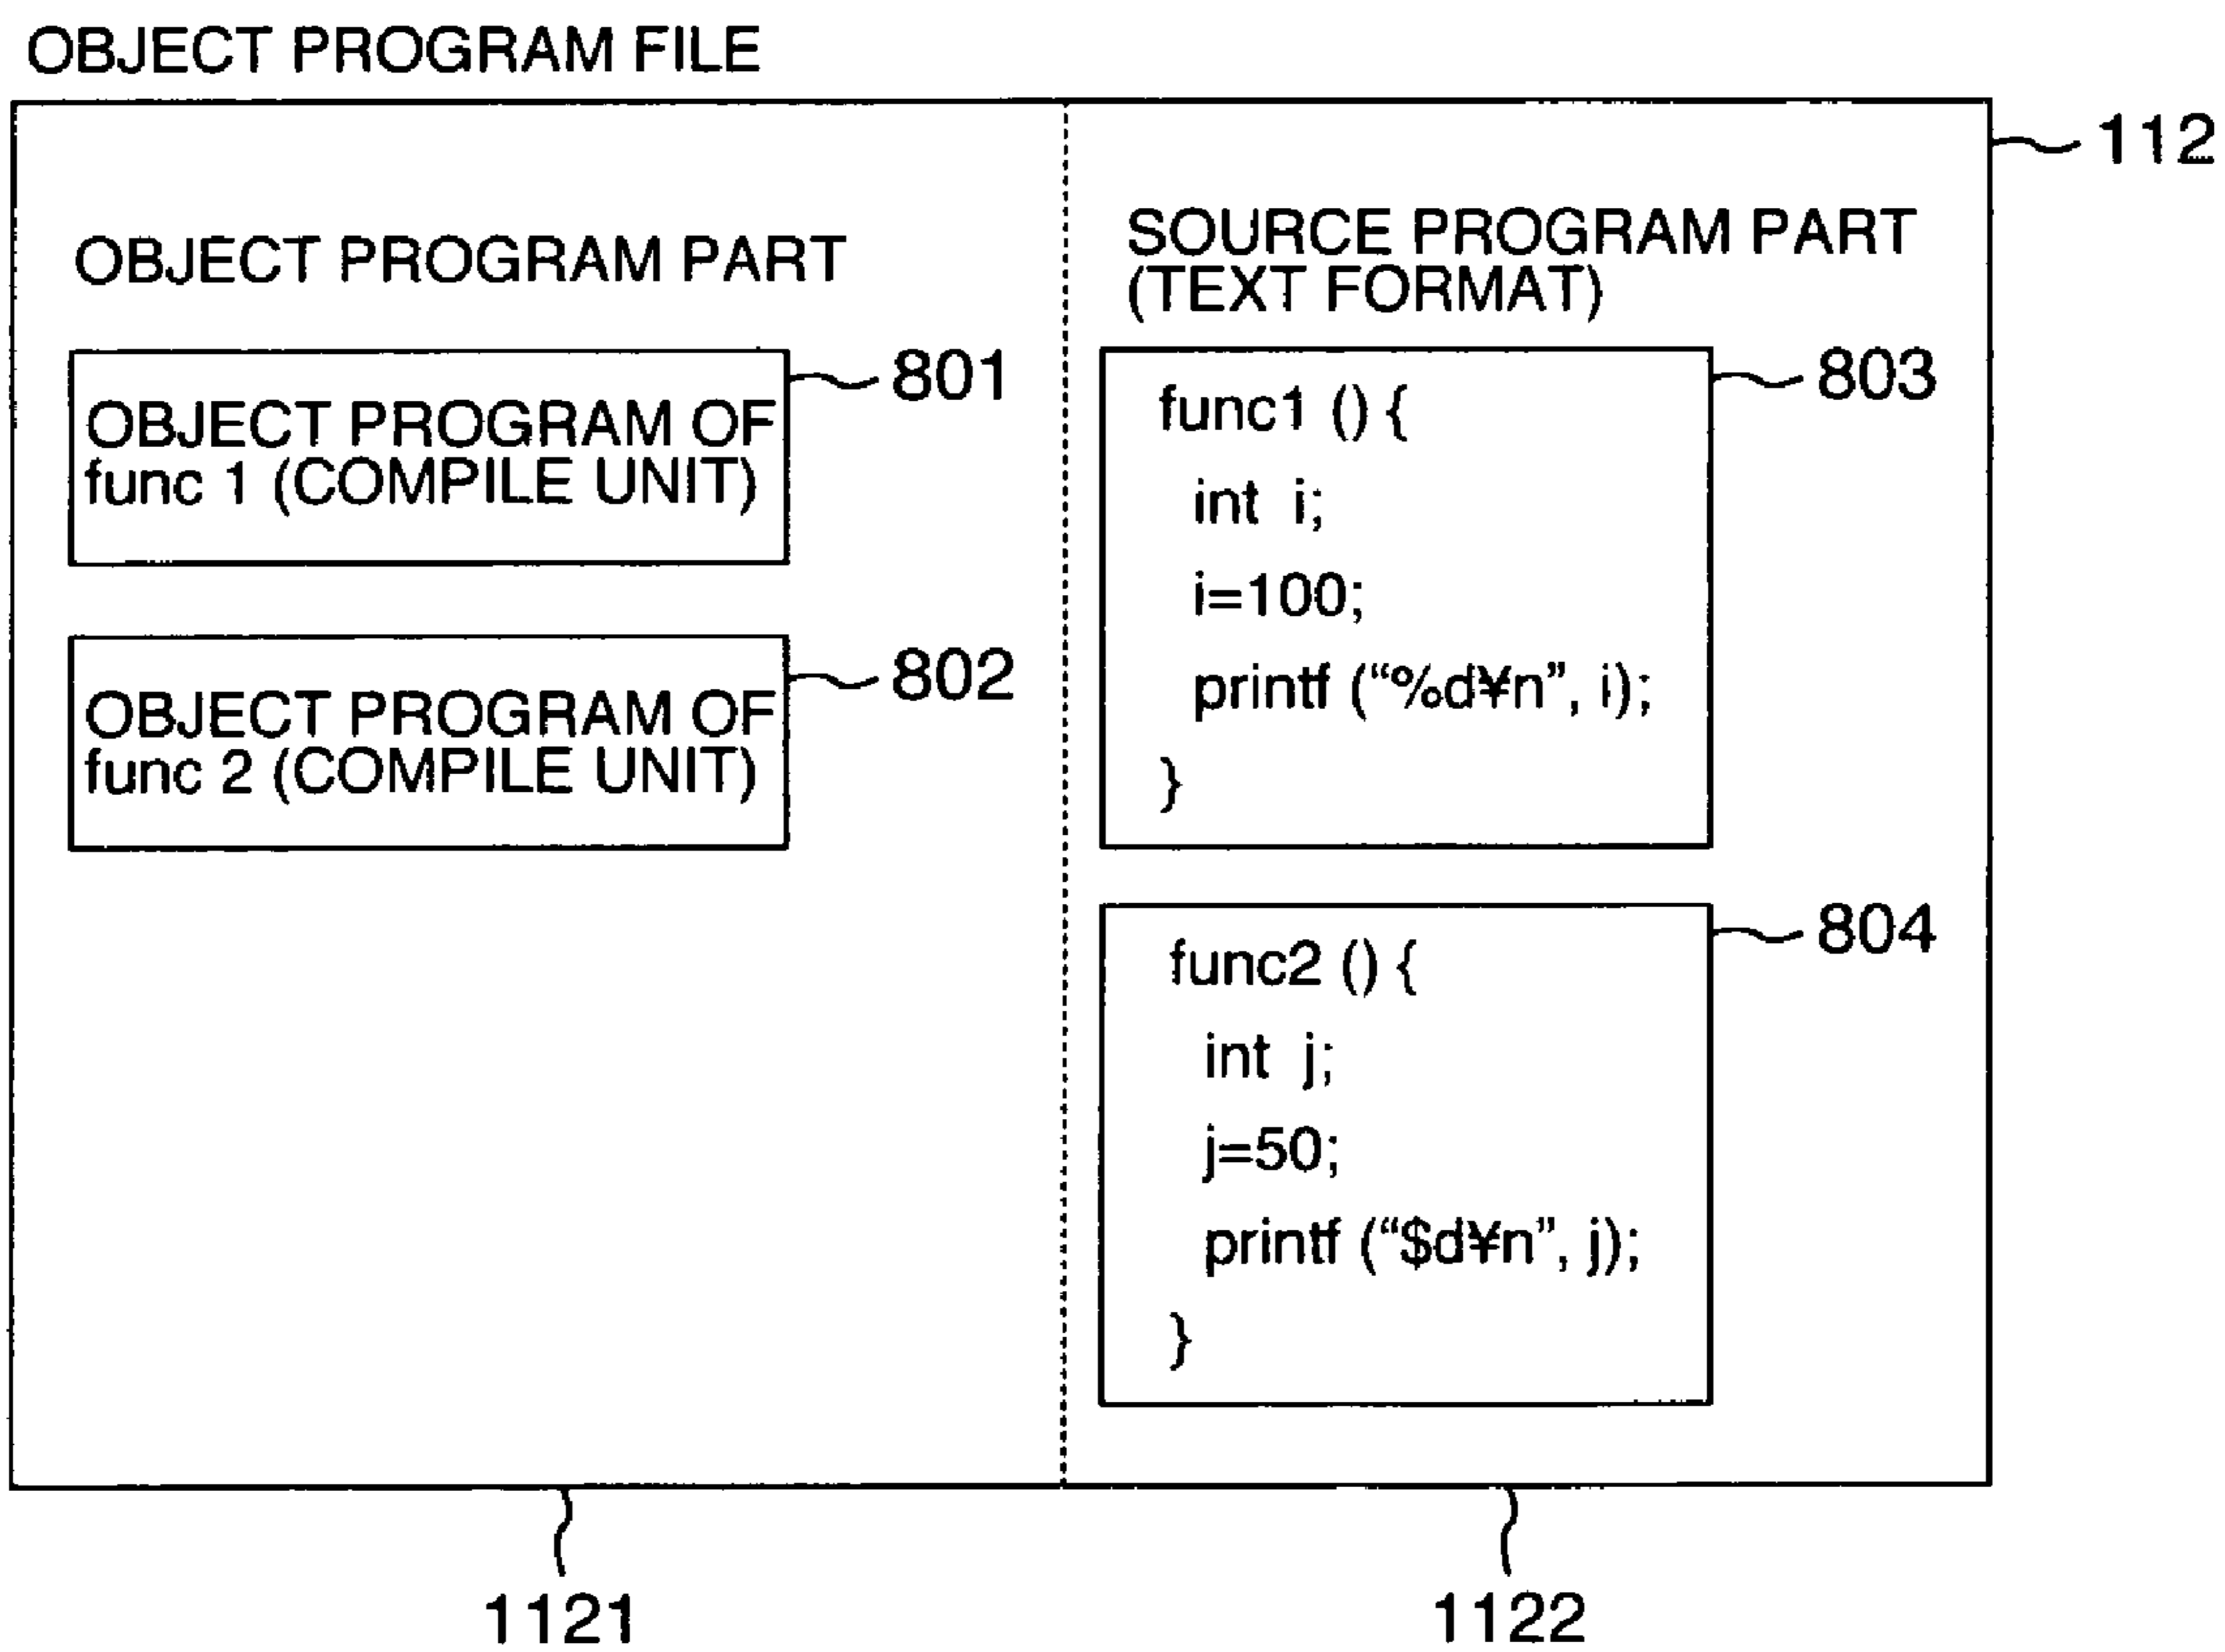 OBJECT PROGRAM FILE
112
OBJECT PROGRAM PART
801
OBJECT PROGRAM OF
func 1 (COMPILE UNIT)
802
OBJECT PROGRAM OF
func 2 (COMPILE UNIT)
SOURCE PROGRAM PART
(TEXT FORMAT)
803
func1 () {
int i;
i=100;
printf (“%d¥n”, i);
}
804
func2 () {
int j;
j=50;
printf (“$d¥n”, j);
}
1121
1122